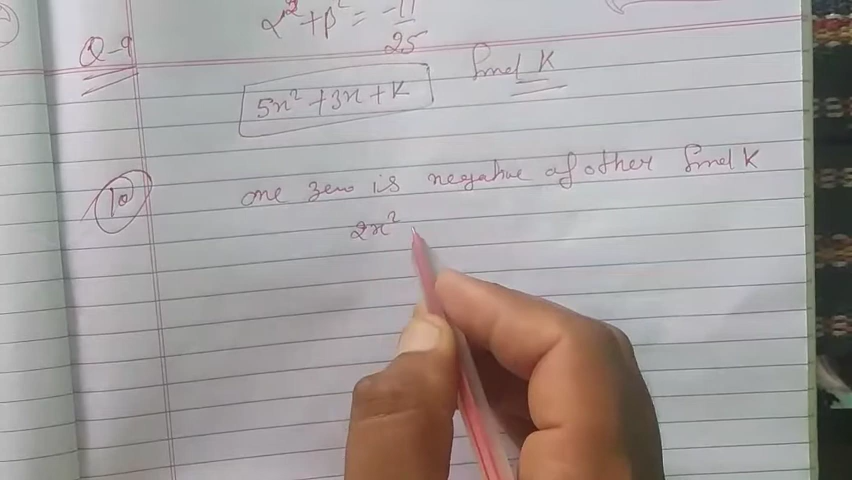 α² + β² = -11/25
Q-9
5x² + 3x + K Find K
10 one zero is negative of other find K
2x²